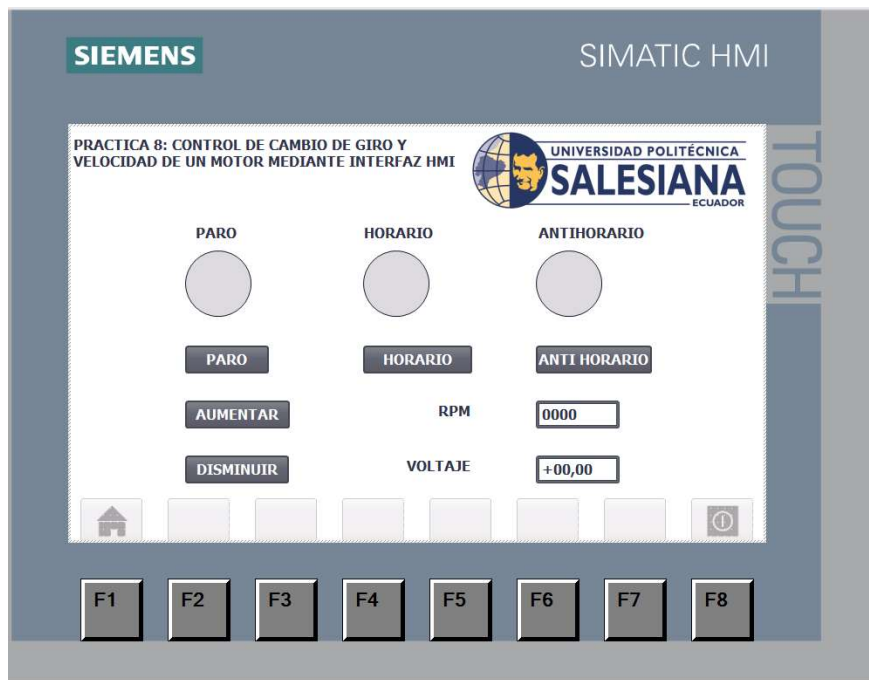 SIEMENS
SIMATIC HMI
TOUCH
PRACTICA 8: CONTROL DE CAMBIO DE GIRO Y
VELOCIDAD DE UN MOTOR MEDIANTE INTERFAZ HMI
UNIVERSIDAD POLITÉCNICA
SALESIANA
ECUADOR
PARO
HORARIO
ANTIHORARIO
PARO
HORARIO
ANTI HORARIO
AUMENTAR
RPM
0000
DISMINUIR
VOLTAJE
+00,00
F1
F2
F3
F4
F5
F6
F7
F8